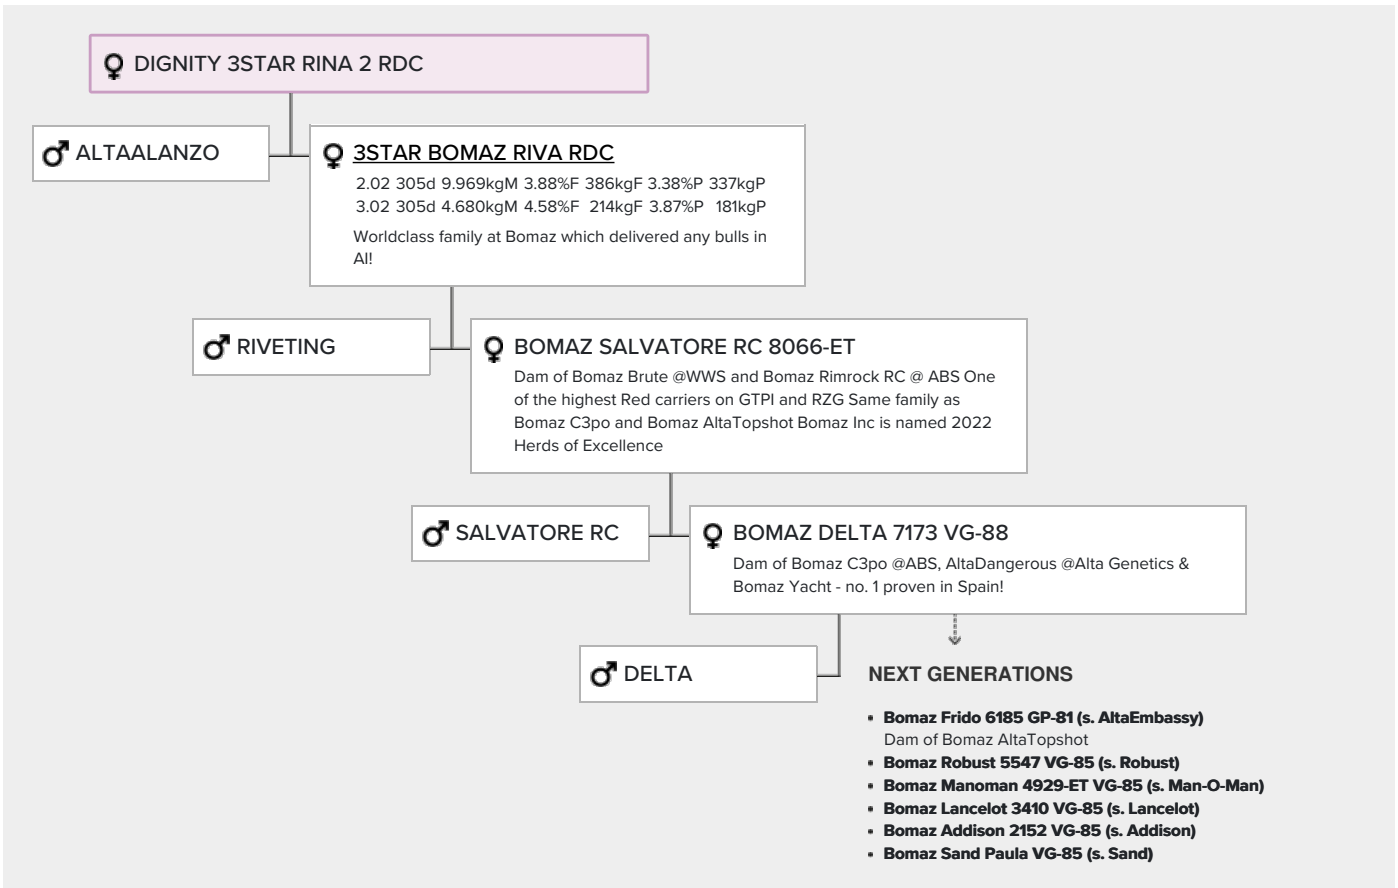 DIGNITY 3STAR RINA 2 RDC
ALTAALANZO
3STAR BOMAZ RIVA RDC
2.02 305d 9.969kgM 3.88%F 386kgF 3.38%P 337kgP
3.02 305d 4.680kgM 4.58%F 214kgF 3.87%P 181kgP
Worldclass family at Bomaz which delivered any bulls in
AI!
RIVETING
BOMAZ SALVATORE RC 8066-ET
Dam of Bomaz Brute @WWS and Bomaz Rimrock RC @ ABS One
of the highest Red carriers on GTPI and RZG Same family as
Bomaz C3po and Bomaz AltaTopshot Bomaz Inc is named 2022
Herds of Excellence
SALVATORE RC
BOMAZ DELTA 7173 VG-88
Dam of Bomaz C3po @ABS, AltaDangerous @Alta Genetics &
Bomaz Yacht - no. 1 proven in Spain!
DELTA
NEXT GENERATIONS
• Bomaz Frido 6185 GP-81 (s. AltaEmbassy)
Dam of Bomaz AltaTopshot
• Bomaz Robust 5547 VG-85 (s. Robust)
• Bomaz Manoman 4929-ET VG-85 (s. Man-O-Man)
• Bomaz Lancelot 3410 VG-85 (s. Lancelot)
• Bomaz Addison 2152 VG-85 (s. Addison)
• Bomaz Sand Paula VG-85 (s. Sand)